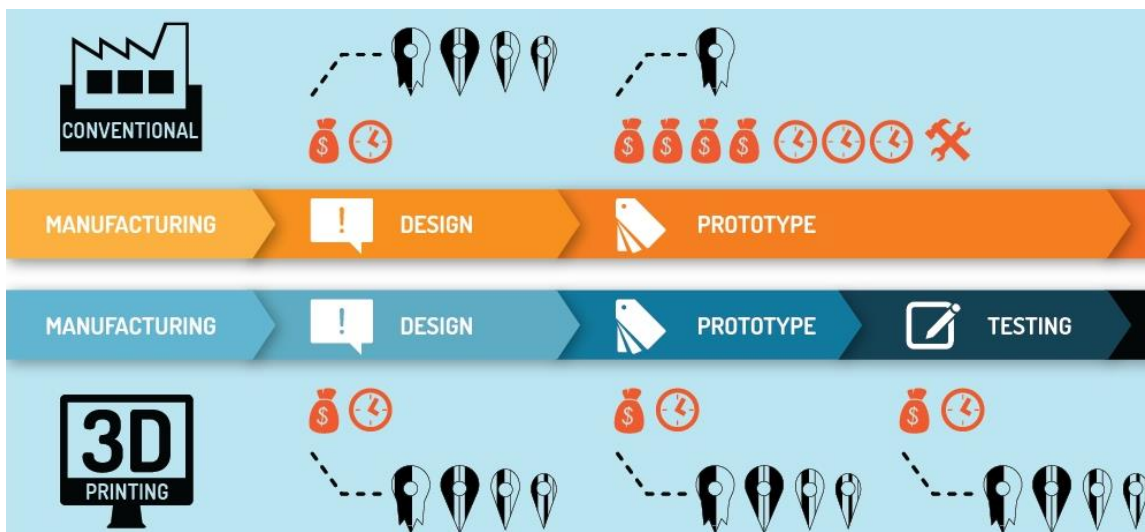 CONVENTIONAL
$
$ $ $ $
MANUFACTURING ! DESIGN PROTOTYPE
MANUFACTURING ! DESIGN PROTOTYPE TESTING
$ $ $
3D
PRINTING